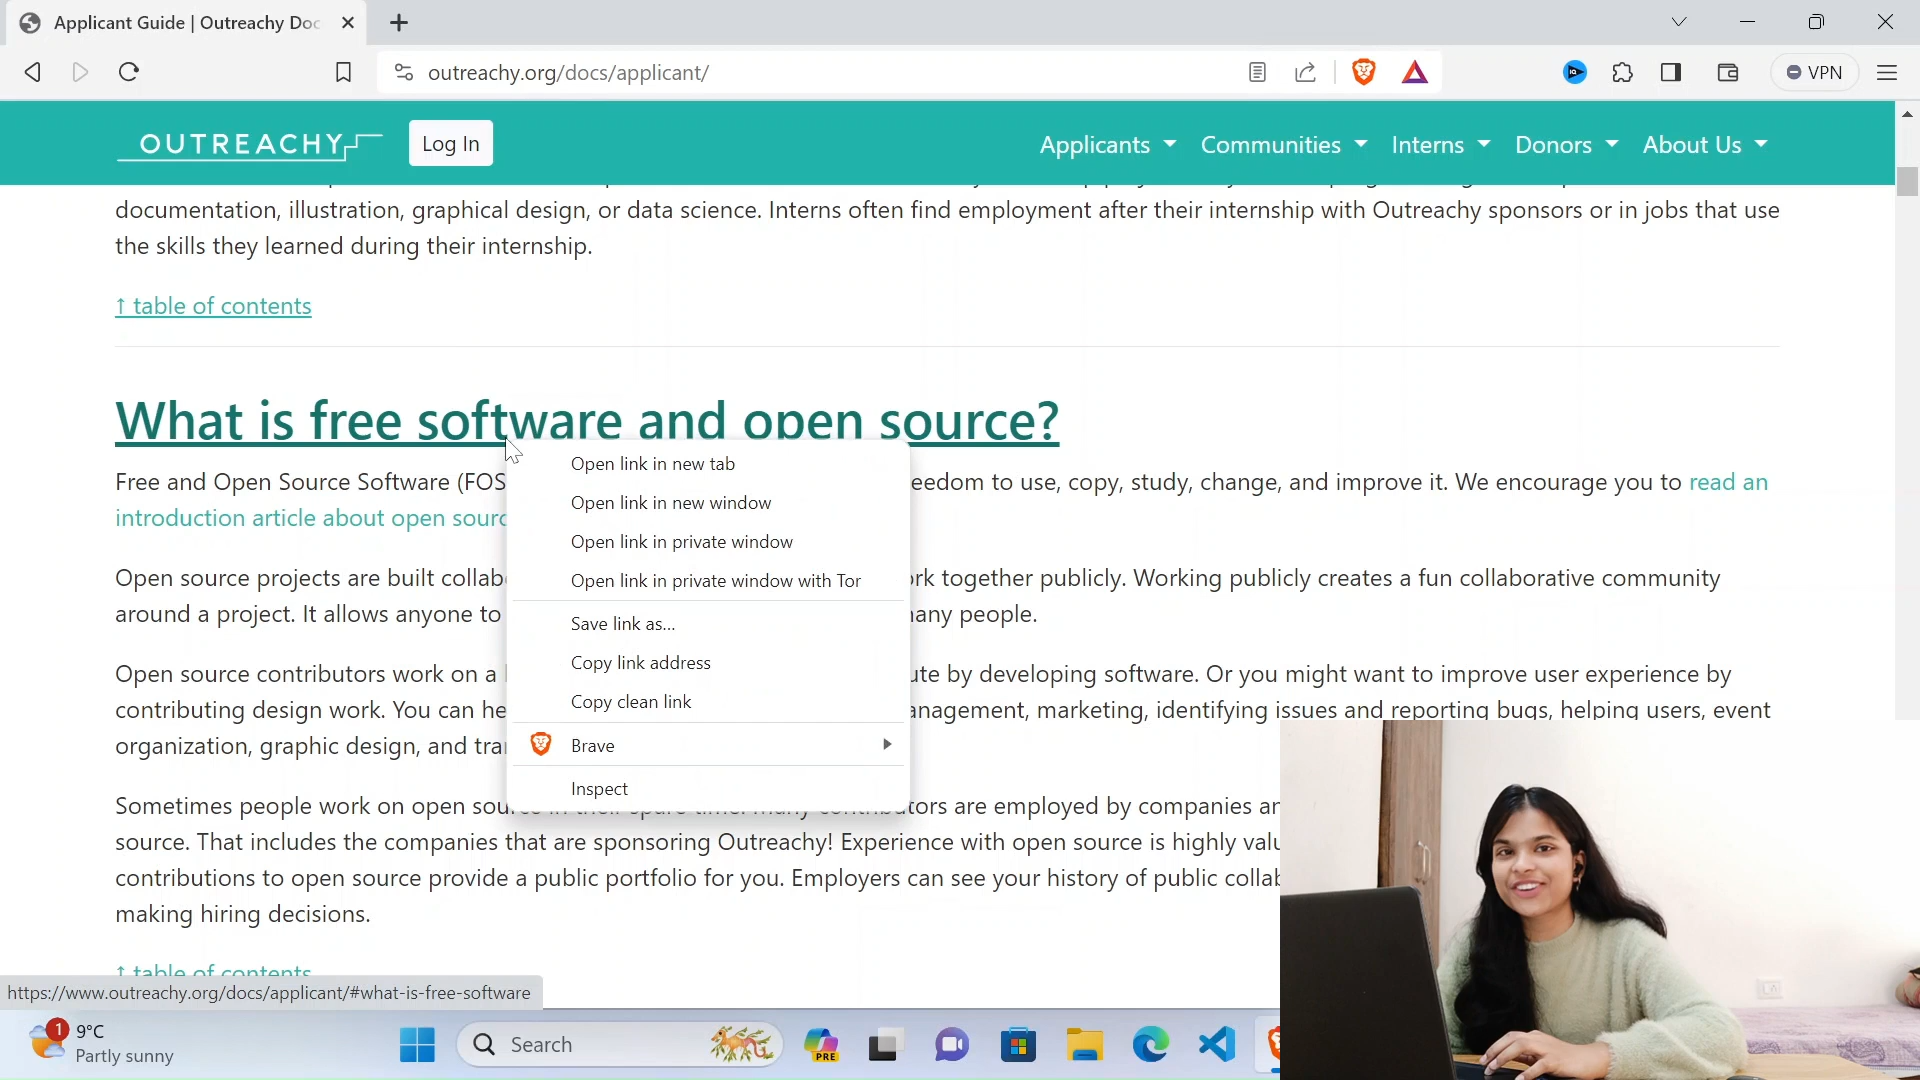 Applicant Guide | Outreachy Doc
outreachy.org/docs/applicant/
VPN
OUTREACHY
Log In
Applicants
Communities
Interns
Donors
About Us
documentation, illustration, graphical design, or data science. Interns often find employment after their internship with Outreachy sponsors or in jobs that use
the skills they learned during their internship.
↑ table of contents
What is free software and open source?
Free and Open Source Software (FOS
eedom to use, copy, study, change, and improve it. We encourage you to read an
introduction article about open sourc
Open source projects are built collab
rk together publicly. Working publicly creates a fun collaborative community
around a project. It allows anyone to
any people.
Open source contributors work on a
ute by developing software. Or you might want to improve user experience by
contributing design work. You can he
anagement, marketing, identifying issues and reporting bugs, helping users, event
organization, graphic design, and tra
Sometimes people work on open sou
tors are employed by companies
source. That includes the companies that are sponsoring Outreachy! Experience with open source is highly valu
contributions to open source provide a public portfolio for you. Employers can see your history of public collab
making hiring decisions.
↑ table of contents
Open link in new tab
Open link in new window
Open link in private window
Open link in private window with Tor
Save link as...
Copy link address
Copy clean link
Brave
Inspect
https://www.outreachy.org/docs/applicant/#what-is-free-software
1
9°C
Partly sunny
Search
PRE